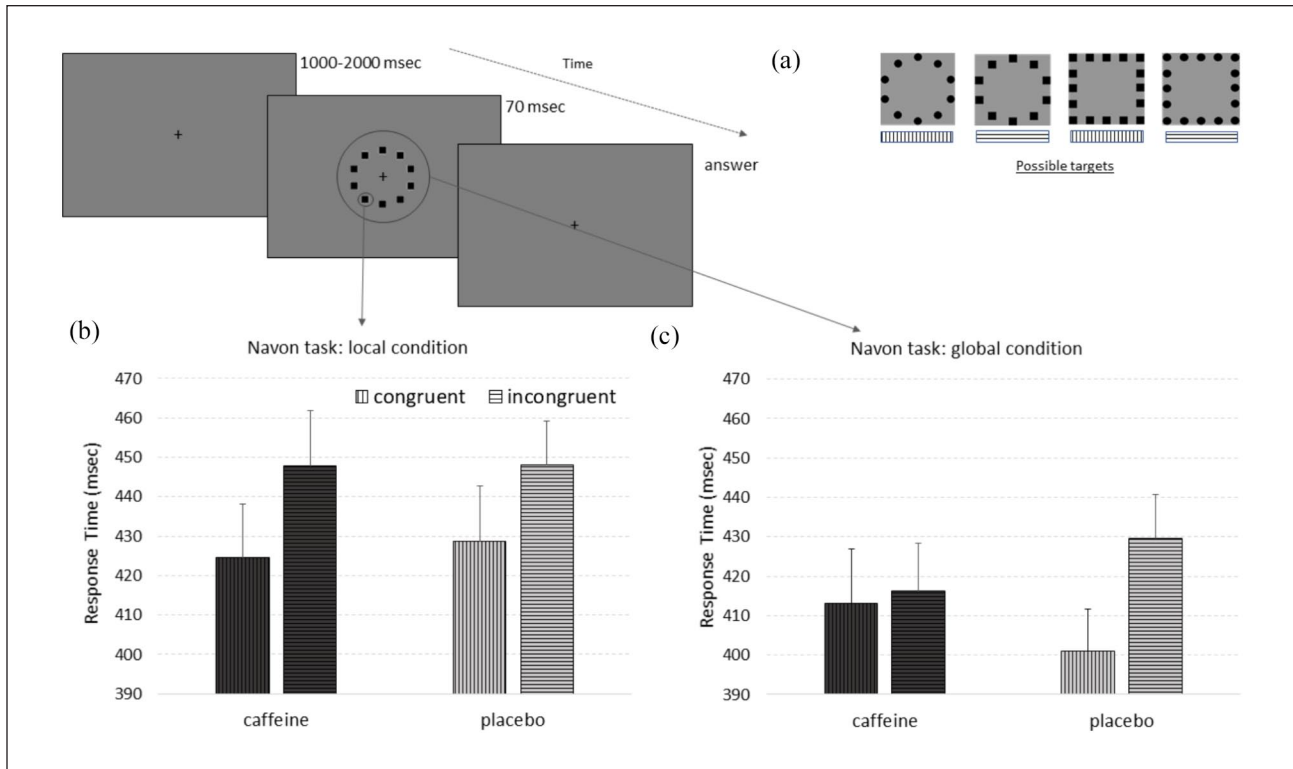 1000-2000 msec
Time
70 msec
answer
(a)
Possible targets
(b)
Navon task: local condition
congruent incongruent
Response Time (msec)
470
460
450
440
430
420
410
400
390
caffeine placebo
(c)
Navon task: global condition
Response Time (msec)
470
460
450
440
430
420
410
400
390
caffeine placebo